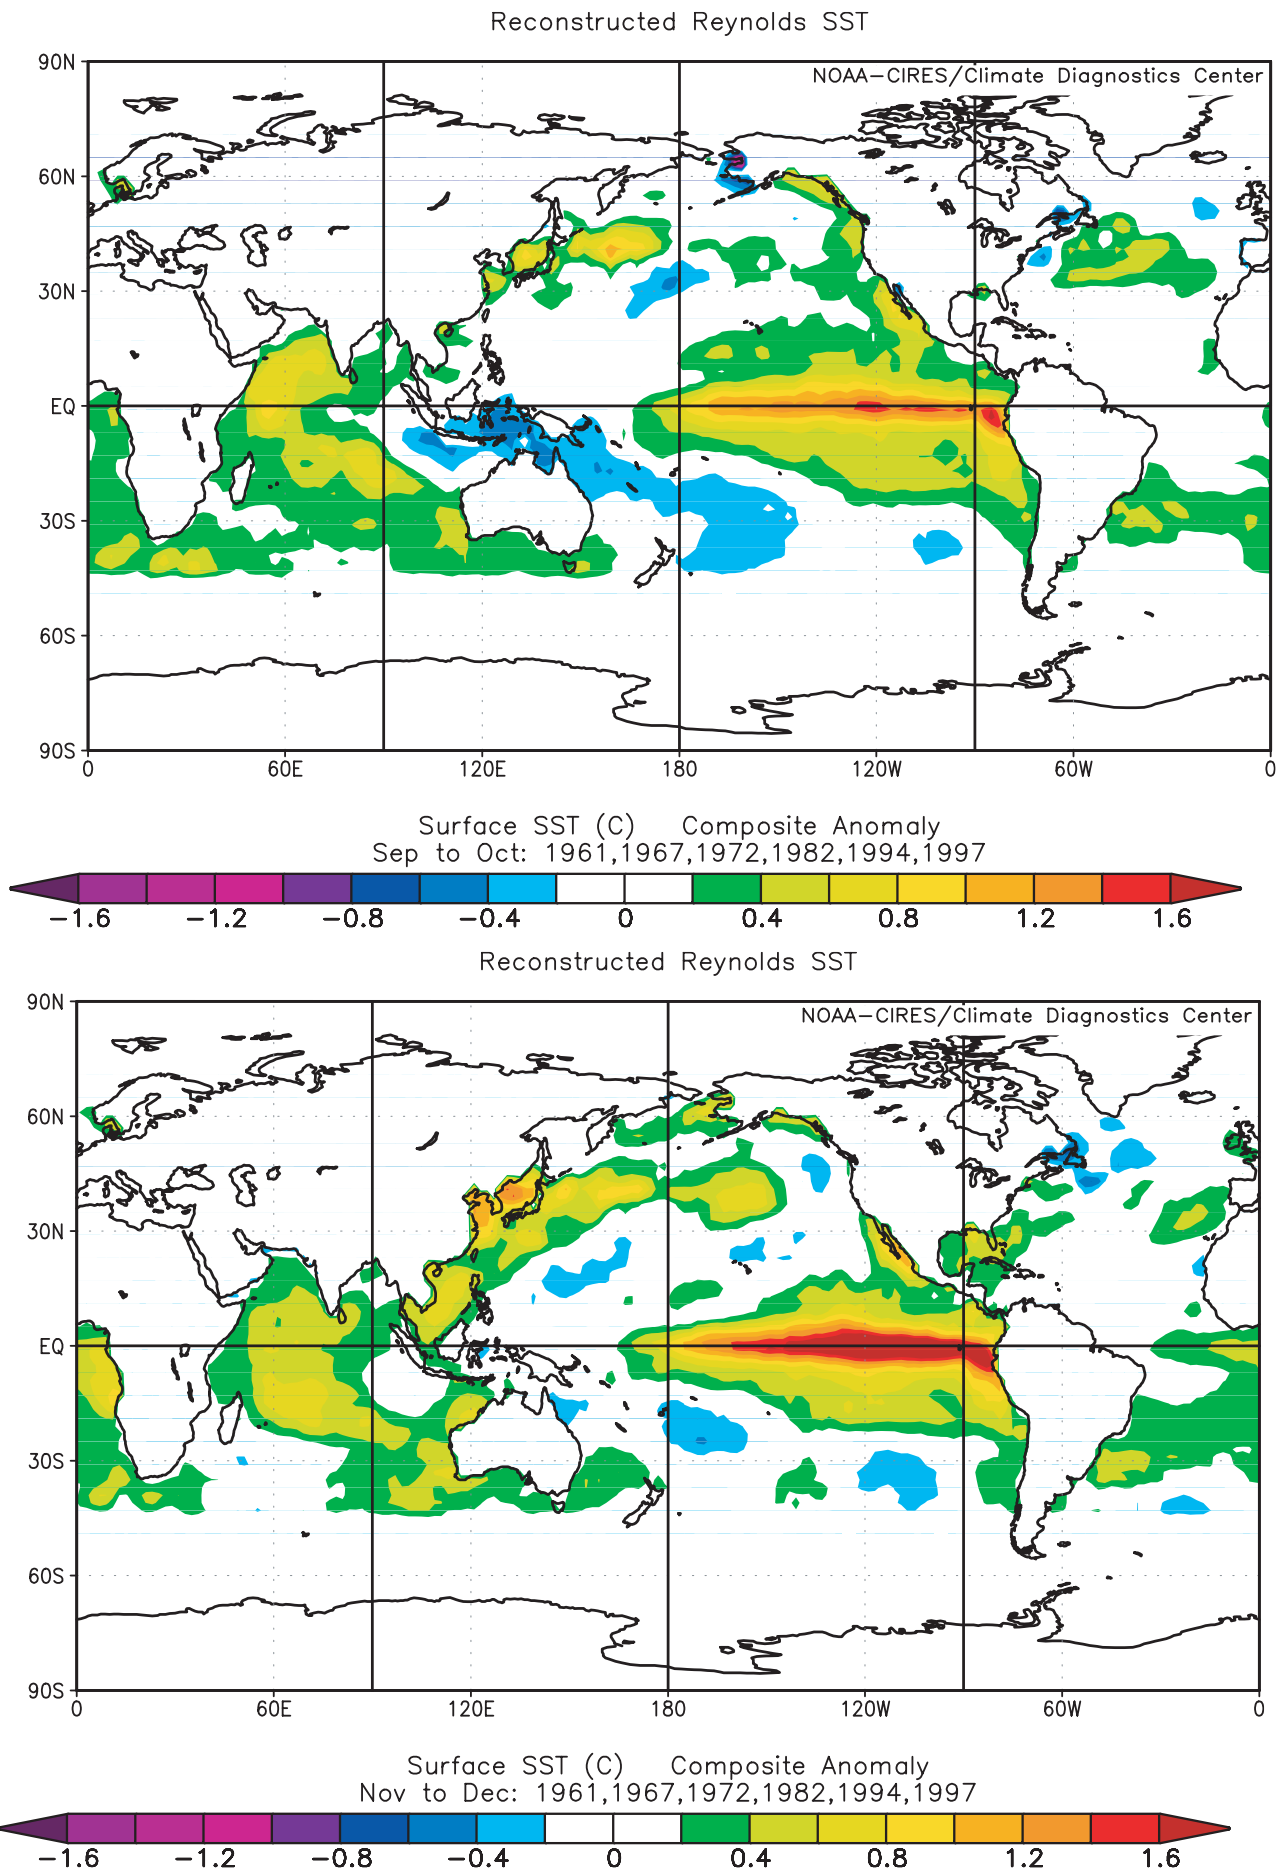 Reconstructed Reynolds SST
90N
NOAA-CIRES/Climate Diagnostics Center
60N
30N
EQ
30S
60S
90S
0 60E 120E 180 120W 60W 0
Surface SST (C) Composite Anomaly
Sep to Oct: 1961,1967,1972,1982,1994,1997
-1.6 -1.2 -0.8 -0.4 0 0.4 0.8 1.2 1.6
Reconstructed Reynolds SST
90N
NOAA-CIRES/Climate Diagnostics Center
60N
30N
EQ
30S
60S
90S
0 60E 120E 180 120W 60W 0
Surface SST (C) Composite Anomaly
Nov to Dec: 1961,1967,1972,1982,1994,1997
-1.6 -1.2 -0.8 -0.4 0 0.4 0.8 1.2 1.6